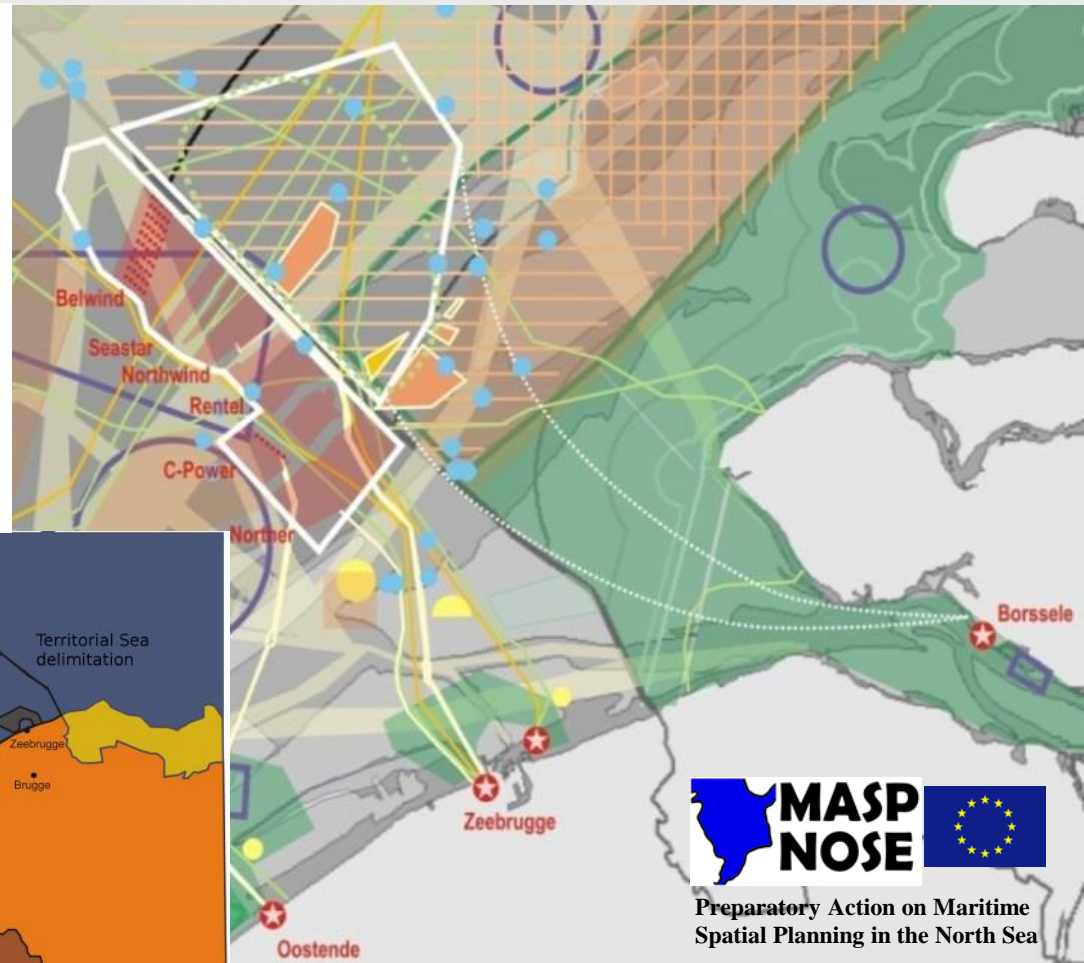 Belwind
Seastar
Northwind
Rentel
C-Power
Norther
Territorial Sea
delimitation
Zeebrugge
Brugge
Borssele
Zeebrugge
Oostende
MASP
NOSE
Preparatory Action on Maritime
Spatial Planning in the North Sea